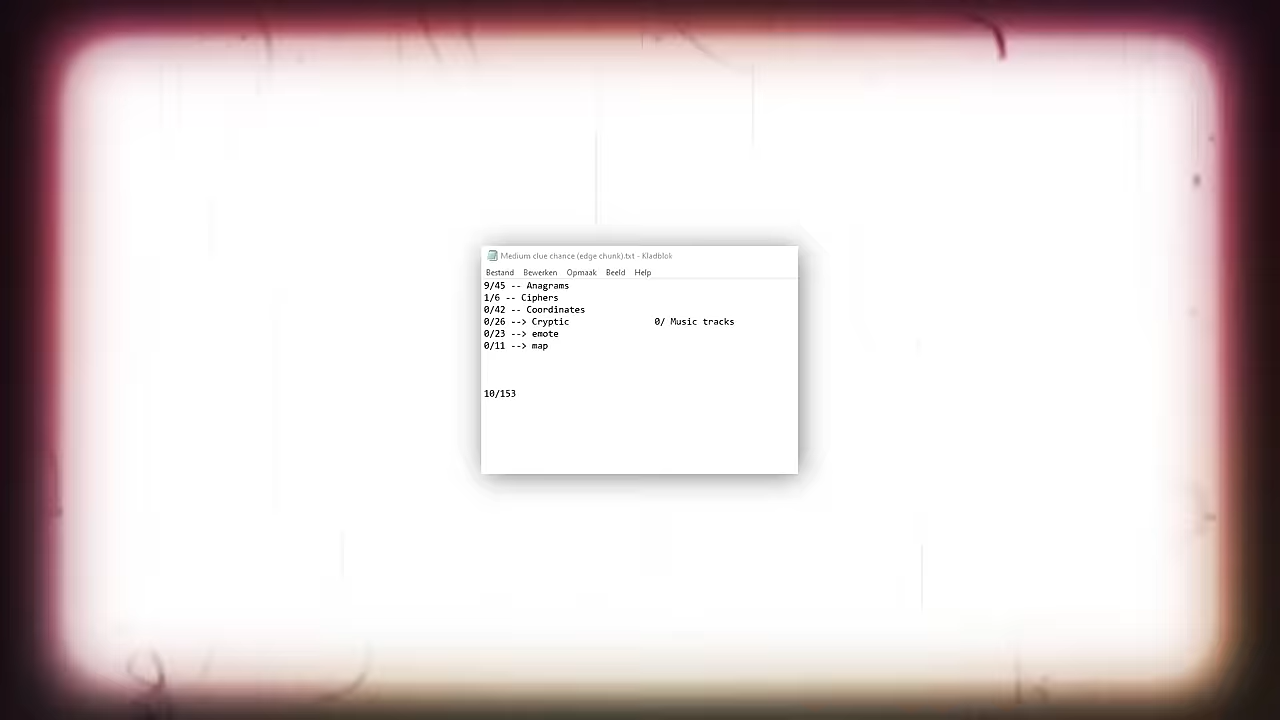 Medium clue chance (edge chunk).txt - Kladblok
Bestand Bewerken Opmaak Beeld Help
9/45 -- Anagrams
1/6 -- Ciphers
0/42 -- Coordinates
0/26 --> Cryptic 0/ Music tracks
0/23 --> emote
0/11 --> map
10/153